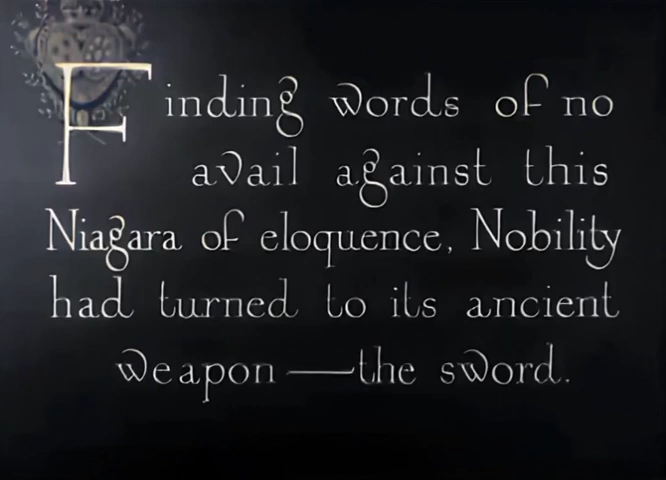 Finding words of no
avail against this
Niagara of eloquence, Nobility
had turned to its ancient
weapon—the sword.